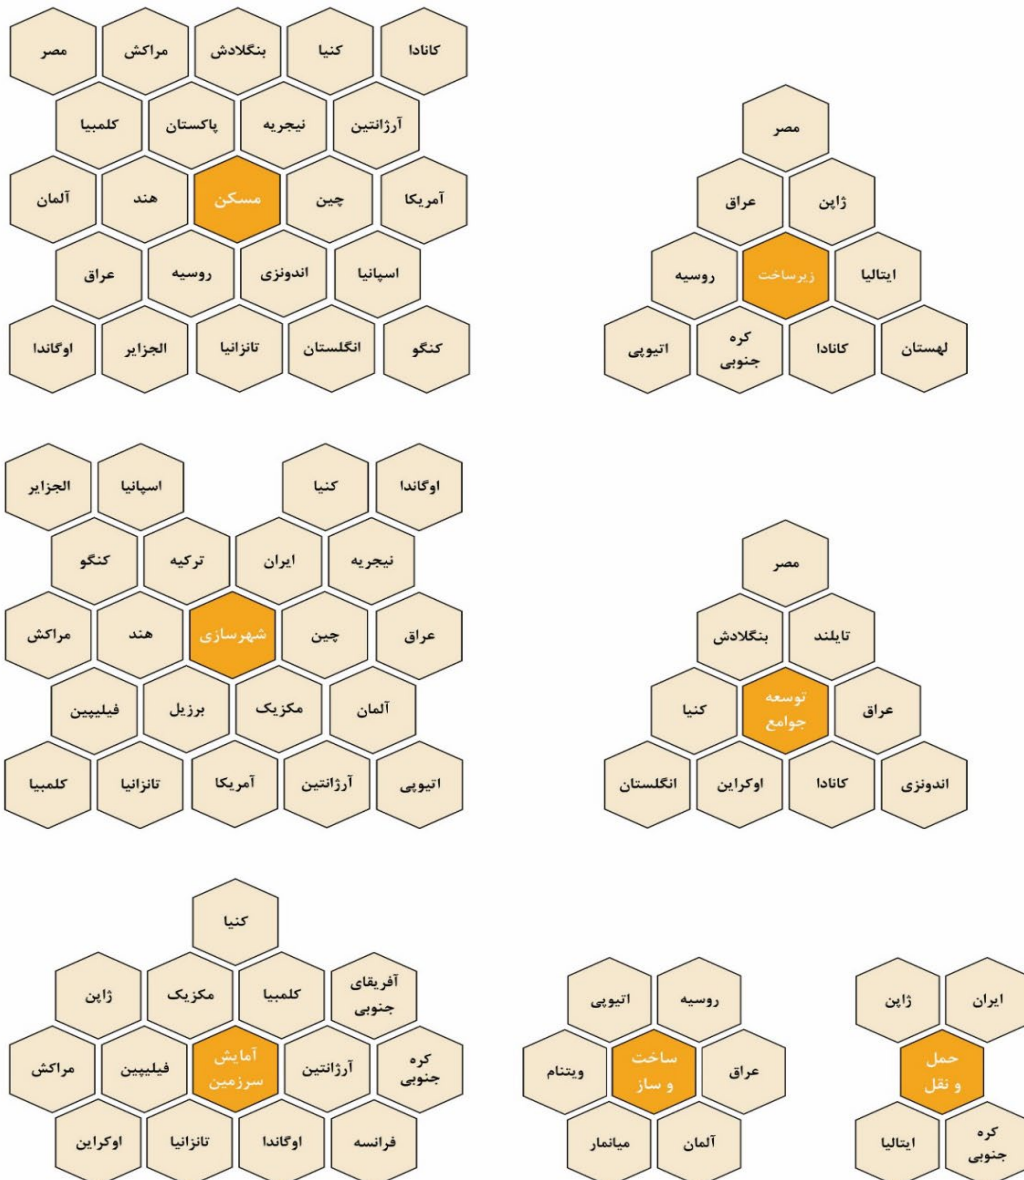 کانادا
کنیا
بنگلادش
مراکش
مصر
آرژانتین
نیجریه
پاکستان
کلمبیا
آمریکا
چین
مسکن
هند
آلمان
اسپانیا
اندونزی
روسیه
عراق
کنگو
انگلستان
تانزانیا
الجزایر
اوگاندا
مصر
ژاپن
عراق
ایتالیا
زیرساخت
روسیه
لهستان
کانادا
کره
جنوبی
اتیوپی
اوگاندا
کنیا
اسپانیا
الجزایر
نیجریه
ایران
ترکیه
کنگو
عراق
چین
شهرسازی
هند
مراکش
آلمان
مکزیک
برزیل
فیلیپین
اتیوپی
آرژانتین
آمریکا
تانزانیا
کلمبیا
مصر
تایلند
بنگلادش
عراق
توسعه
جوامع
کنیا
اندونزی
کانادا
اوکراین
انگلستان
کنیا
آفریقای
جنوبی
کلمبیا
مکزیک
ژاپن
کره
جنوبی
آرژانتین
آمایش
سرزمین
فیلیپین
مراکش
فرانسه
اوگاندا
تانزانیا
اوکراین
روسیه
اتیوپی
عراق
ساخت
و ساز
ویتنام
آلمان
میانمار
ایران
ژاپن
حمل
و نقل
کره
جنوبی
ایتالیا